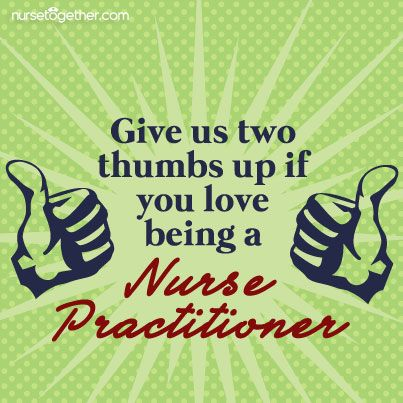 nursetogether.com
Give us two
thumbs up if
you love
being a
Nurse
Practitioner